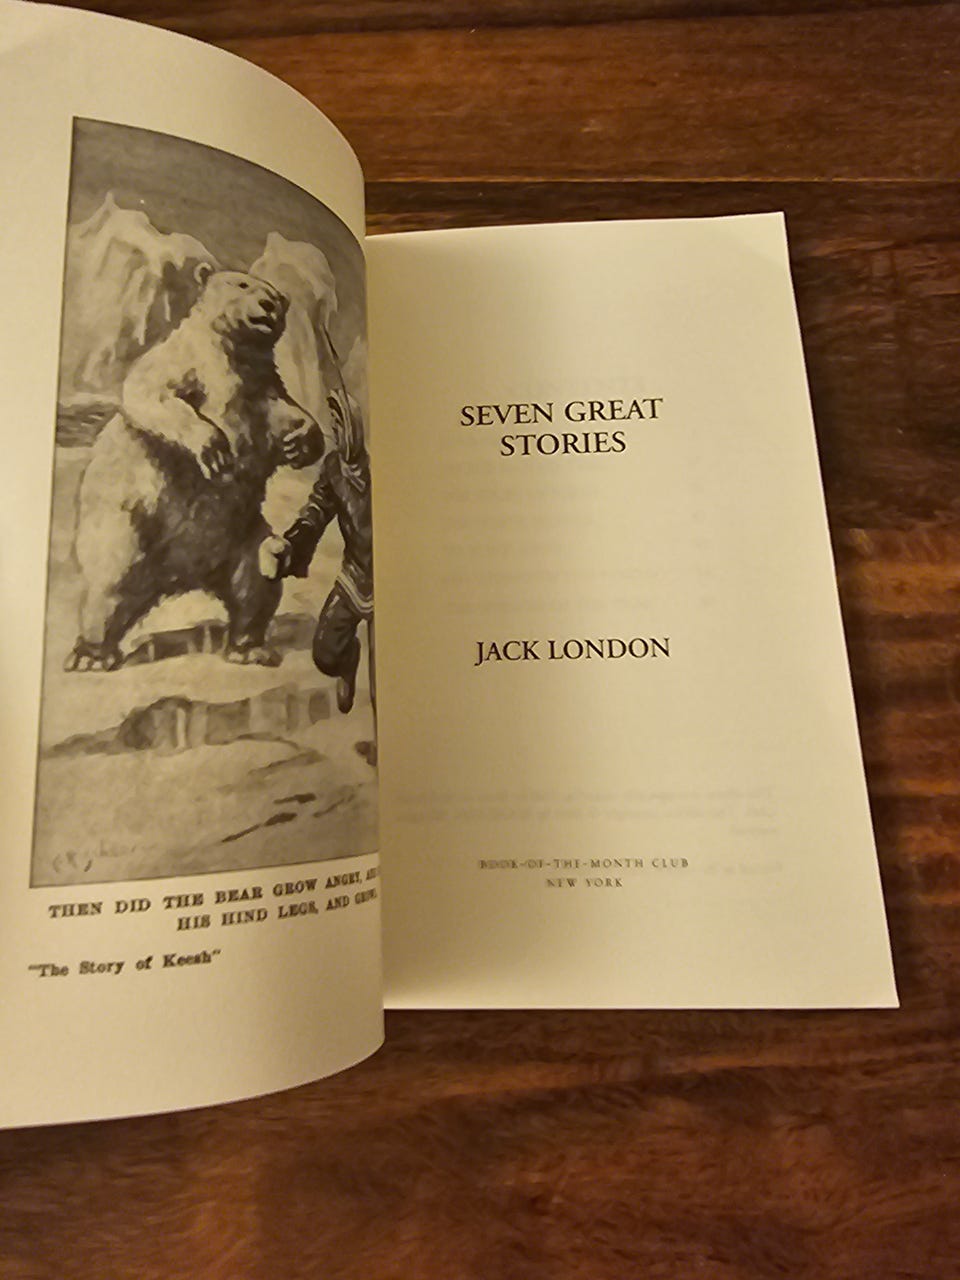 THEN DID THE BEAR GROW ANGRY,
HIS HIND LEGS, AND
"The Story of Keesh"
SEVEN GREAT
STORIES
JACK LONDON
BOOK-OF-THE-MONTH CLUB
NEW YORK